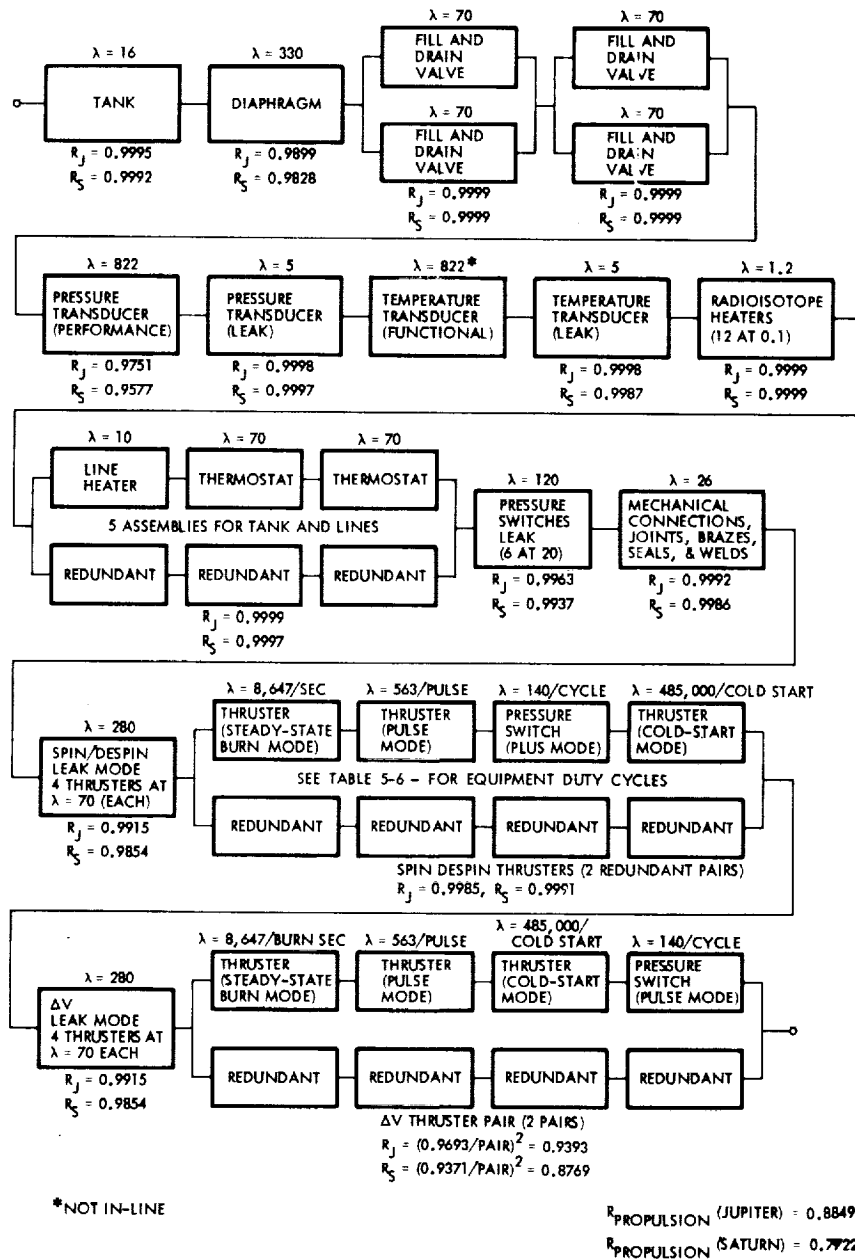 λ = 16
TANK
R_J = 0.9995
R_S = 0.9992
λ = 330
DIAPHRAGM
R_J = 0.9899
R_S = 0.9828
λ = 70
FILL AND
DRAIN
VALVE
λ = 70
FILL AND
DRAIN
VALVE
R_J = 0.9999
R_S = 0.9999
λ = 70
FILL AND
DRAIN
VALVE
λ = 70
FILL AND
DRAIN
VALVE
R_J = 0.9999
R_S = 0.9999
λ = 822
PRESSURE
TRANSDUCER
(PERFORMANCE)
R_J = 0.9751
R_S = 0.9577
λ = 5
PRESSURE
TRANSDUCER
(LEAK)
R_J = 0.9998
R_S = 0.9997
λ = 822*
TEMPERATURE
TRANSDUCER
(FUNCTIONAL)
λ = 5
TEMPERATURE
TRANSDUCER
(LEAK)
R_J = 0.9998
R_S = 0.9987
λ = 1.2
RADIOISOTOPE
HEATERS
(12 AT 0.1)
R_J = 0.9999
R_S = 0.9999
λ = 10
LINE
HEATER
λ = 70
THERMOSTAT
λ = 70
THERMOSTAT
5 ASSEMBLIES FOR TANK AND LINES
REDUNDANT
REDUNDANT
REDUNDANT
R_J = 0.9999
R_S = 0.9997
λ = 120
PRESSURE
SWITCHES
LEAK
(6 AT 20)
R_J = 0.9963
R_S = 0.9937
λ = 26
MECHANICAL
CONNECTIONS,
JOINTS, BRAZES,
SEALS, & WELDS
R_J = 0.9992
R_S = 0.9986
λ = 280
SPIN/DESPIN
LEAK MODE
4 THRUSTERS AT
λ = 70 (EACH)
R_J = 0.9915
R_S = 0.9854
λ = 8,647/SEC
THRUSTER
(STEADY-STATE
BURN MODE)
λ = 563/PULSE
THRUSTER
(PULSE
MODE)
λ = 140/CYCLE
PRESSURE
SWITCH
(PLUS MODE)
λ = 485,000/COLD START
THRUSTER
(COLD-START
MODE)
SEE TABLE 5-6 - FOR EQUIPMENT DUTY CYCLES
REDUNDANT
REDUNDANT
REDUNDANT
REDUNDANT
SPIN DESPIN THRUSTERS (2 REDUNDANT PAIRS)
R_J = 0.9985, R_S = 0.9991
λ = 280
ΔV
LEAK MODE
4 THRUSTERS AT
λ = 70 EACH
R_J = 0.9915
R_S = 0.9854
λ = 8,647/BURN SEC
THRUSTER
(STEADY-STATE
BURN MODE)
λ = 563/PULSE
THRUSTER
(PULSE
MODE)
λ = 485,000/
COLD START
THRUSTER
(COLD-START
MODE)
λ = 140/CYCLE
PRESSURE
SWITCH
(PULSE MODE)
REDUNDANT
REDUNDANT
REDUNDANT
REDUNDANT
ΔV THRUSTER PAIR (2 PAIRS)
R_J = (0.9693/PAIR)² = 0.9393
R_S = (0.9371/PAIR)² = 0.8769
*NOT IN-LINE
R_PROPULSION (JUPITER) = 0.8849
R_PROPULSION (SATURN) = 0.7922